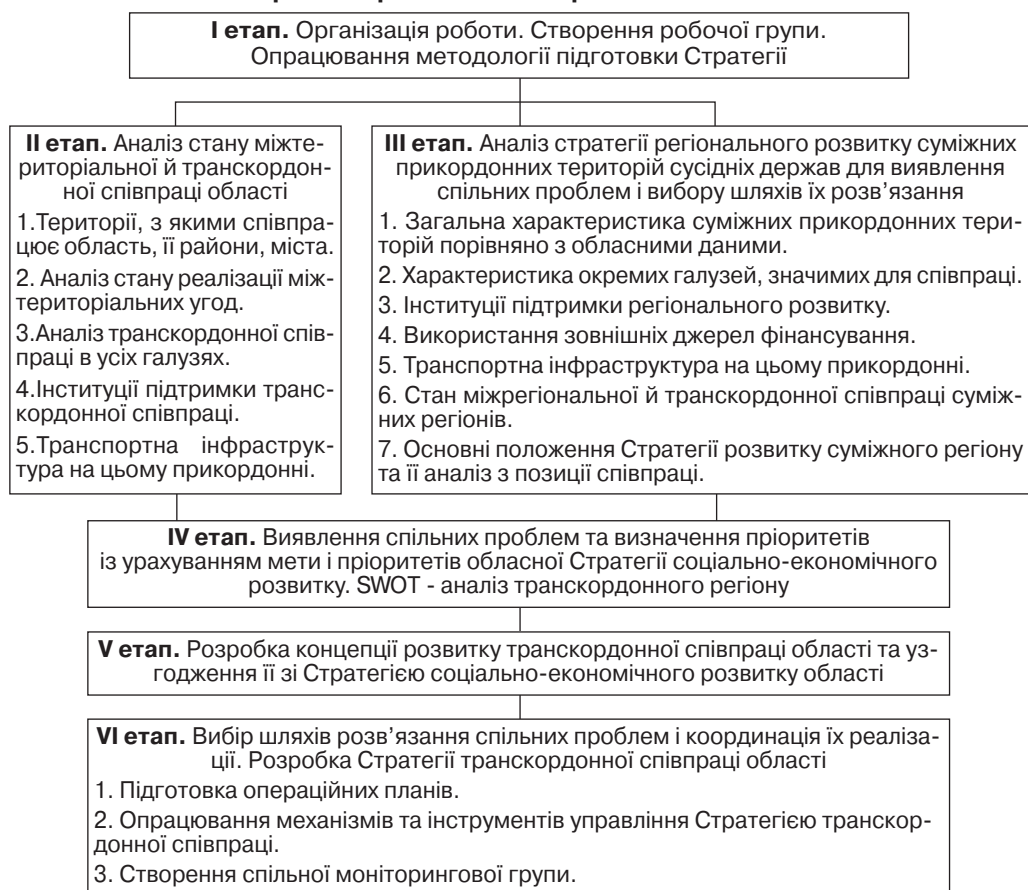 I етап. Організація роботи. Створення робочої групи.
Опрацювання методології підготовки Стратегії
II етап. Аналіз стану міжте-
риторіальної й транскордон-
ної співпраці області
1.Території, з якими співпра-
цює область, її райони, міста.
2. Аналіз стану реалізації між-
територіальних угод.
3.Аналіз транскордонної спів-
праці в усіх галузях.
4.Інституції підтримки транс-
кордонної співпраці.
5.Транспортна інфраструк-
тура на цьому прикордонні.
III етап. Аналіз стратегії регіонального розвитку суміжних
прикордонних територій сусідніх держав для виявлення
спільних проблем і вибору шляхів їх розв’язання
1. Загальна характеристика суміжних прикордонних тери-
торій порівняно з обласними даними.
2. Характеристика окремих галузей, значимих для співпраці.
3. Інституції підтримки регіонального розвитку.
4. Використання зовнішніх джерел фінансування.
5. Транспортна інфраструктура на цьому прикордонні.
6. Стан міжрегіональної й транскордонної співпраці суміж-
них регіонів.
7. Основні положення Стратегії розвитку суміжного регіону
та її аналіз з позиції співпраці.
IV етап. Виявлення спільних проблем та визначення пріоритетів
із урахуванням мети і пріоритетів обласної Стратегії соціально-економічного
розвитку. SWOT - аналіз транскордонного регіону
V етап. Розробка концепції розвитку транскордонної співпраці області та уз-
годження її зі Стратегією соціально-економічного розвитку області
VI етап. Вибір шляхів розв’язання спільних проблем і координація їх реаліза-
ції. Розробка Стратегії транскордонної співпраці області
1. Підготовка операційних планів.
2. Опрацювання механізмів та інструментів управління Стратегією транскор-
донної співпраці.
3. Створення спільної моніторингової групи.